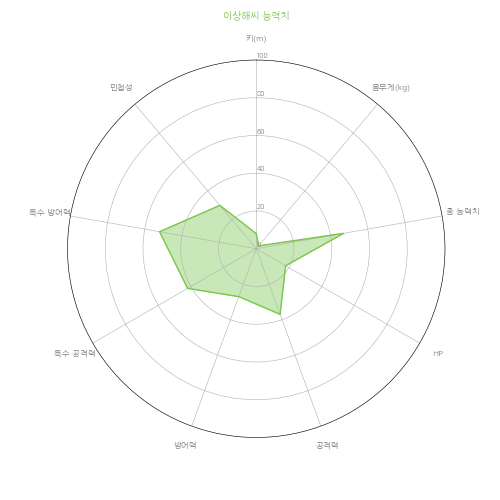 이상해씨 능력치
키(m)
100
민첩성
몸무게(kg)
80
60
40
특수 방어력
20
총 능력치
0
특수 공격력
HP
방어력
공격력